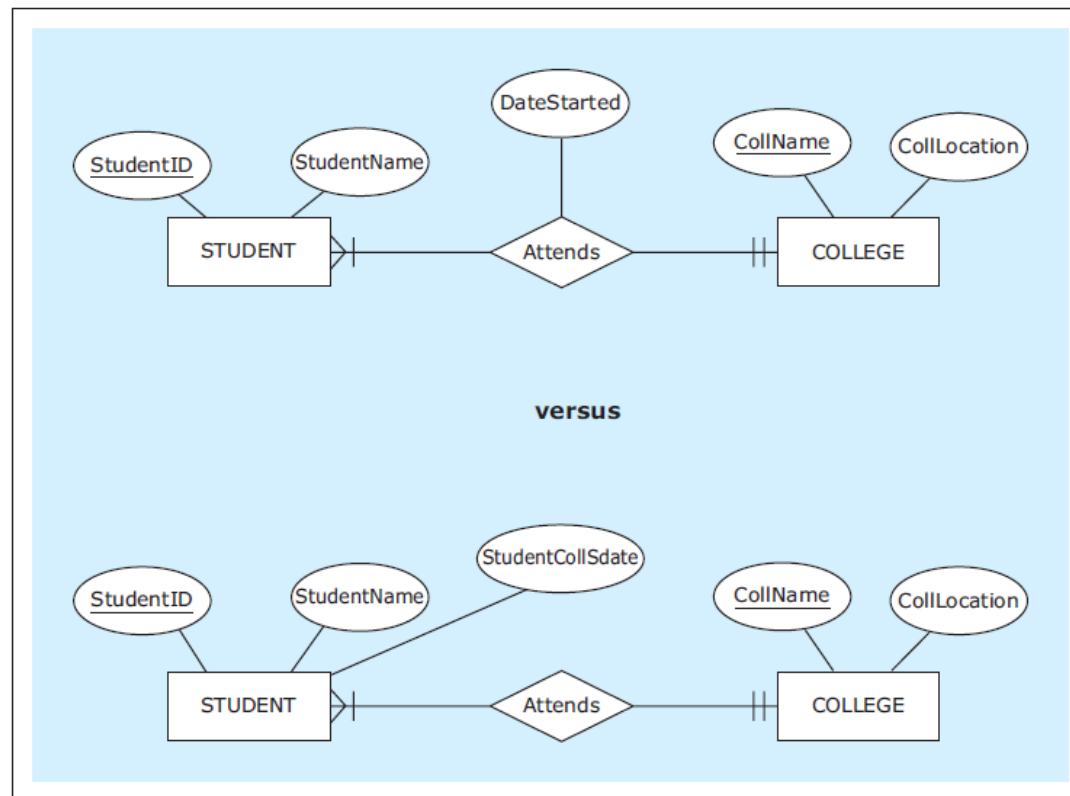 DateStarted
StudentID
StudentName
CollName
CollLocation
STUDENT
Attends
COLLEGE
versus
StudentCollSdate
StudentID
StudentName
CollName
CollLocation
STUDENT
Attends
COLLEGE